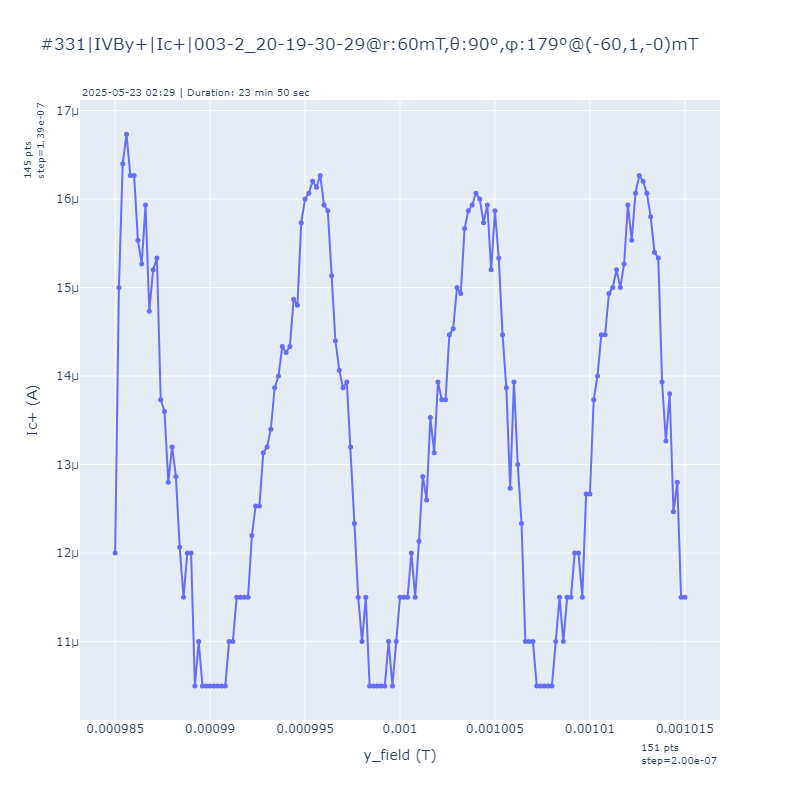 #331|IVBy+|Ic+|003-2_20-19-30-29@r:60mT,θ:90°,φ:179°@(-60,1,-0)mT
2025-05-23 02:29 | Duration: 23 min 50 sec
145 pts
step=1.39e-07
17μ
16μ
15μ
14μ
13μ
12μ
11μ
Ic+ (A)
0.000985
0.00099
0.000995
0.001
0.001005
0.00101
0.001015
y_field (T)
151 pts
step=2.00e-07